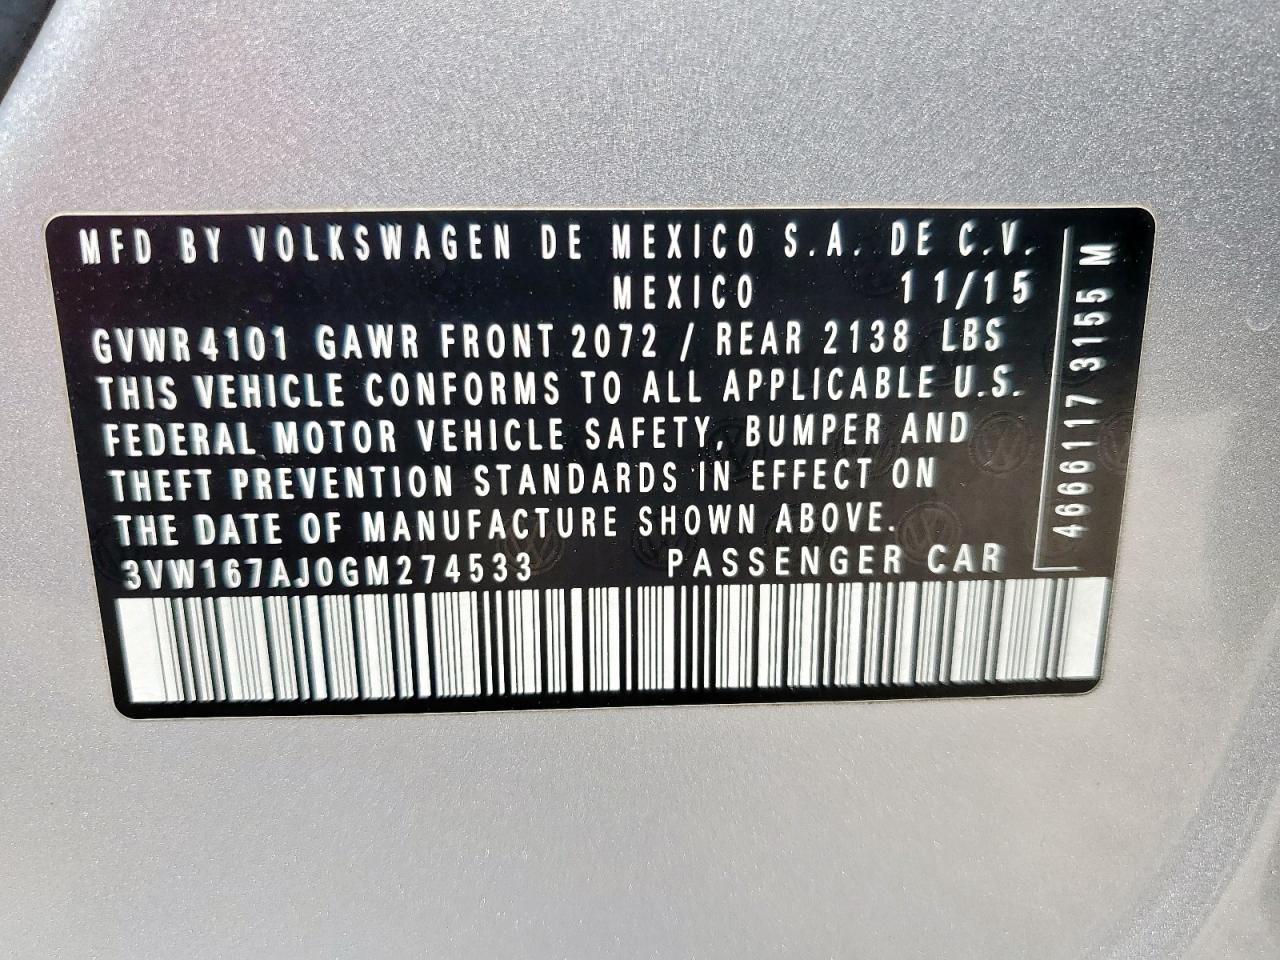 MFD BY VOLKSWAGEN DE MEXICO S.A. DE C.V.
MEXICO 11/15
GVWR 4101 GAWR FRONT 2072 / REAR 2138 LBS
THIS VEHICLE CONFORMS TO ALL APPLICABLE U.S.
FEDERAL MOTOR VEHICLE SAFETY, BUMPER AND
THEFT PREVENTION STANDARDS IN EFFECT ON
THE DATE OF MANUFACTURE SHOWN ABOVE.
3VW167AJ0GM274533 PASSENGER CAR
4666117 3155 M